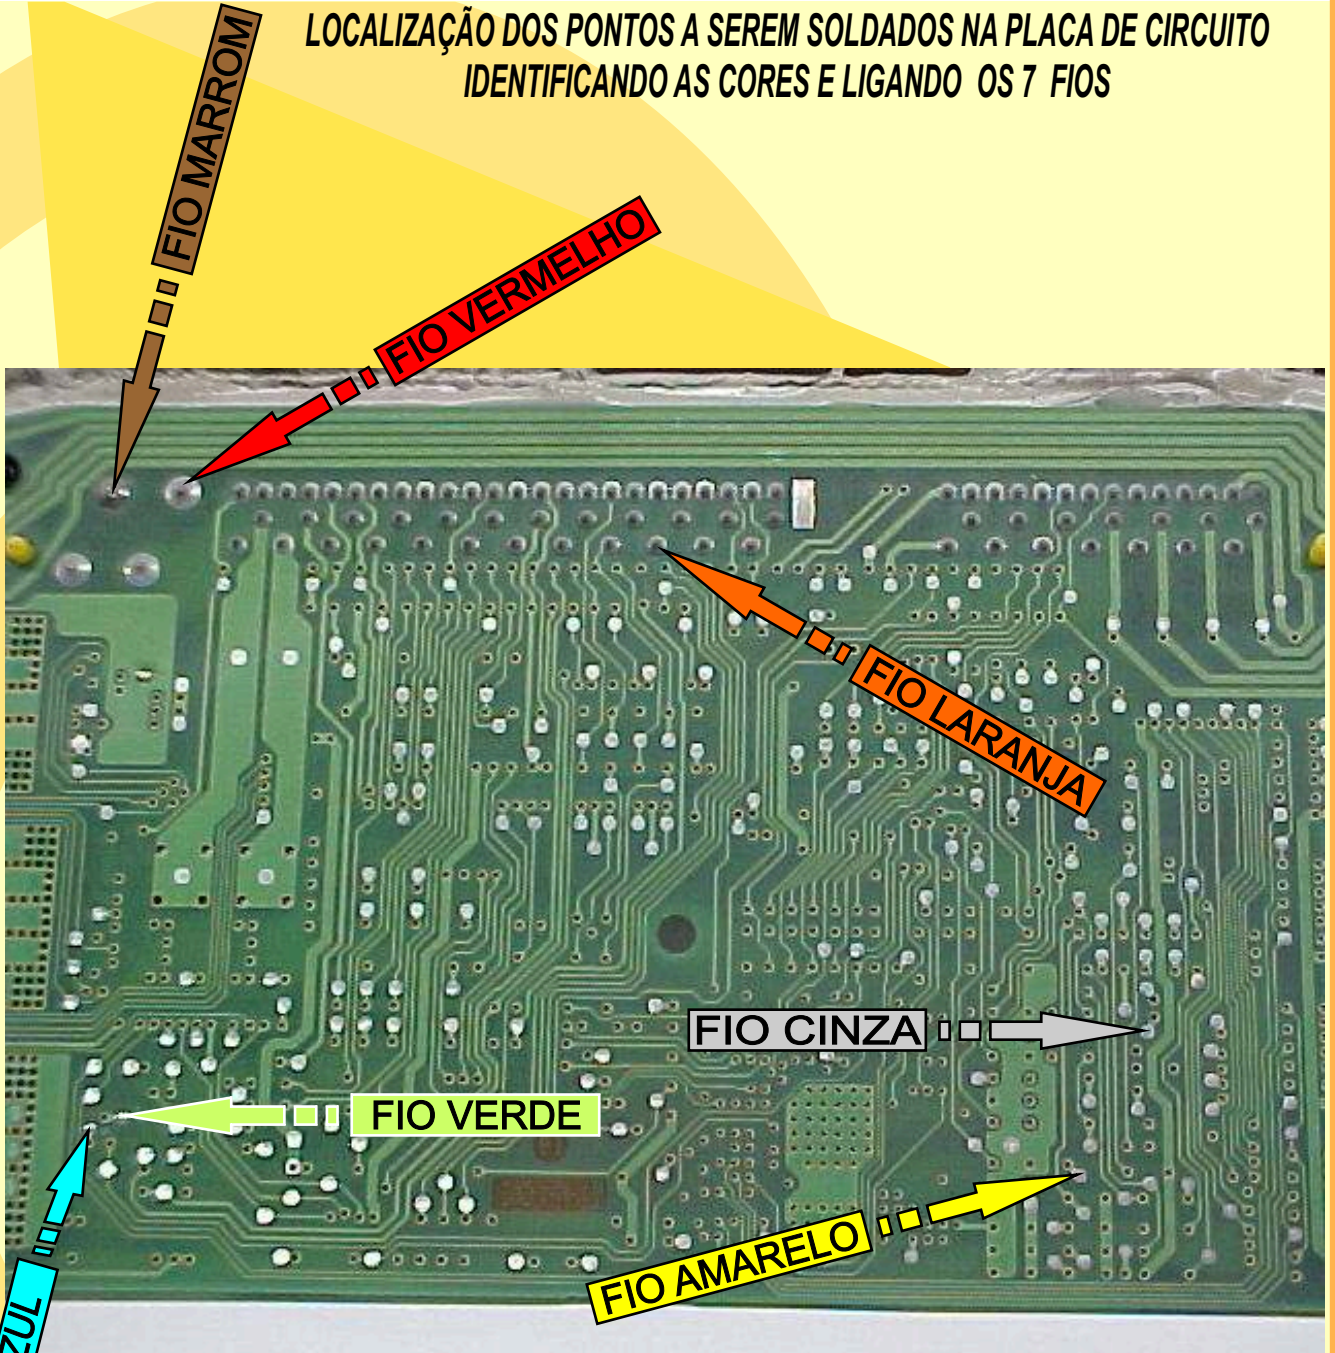 LOCALIZAÇÃO DOS PONTOS A SEREM SOLDADOS NA PLACA DE CIRCUITO
IDENTIFICANDO AS CORES E LIGANDO OS 7 FIOS
FIO MARROM
FIO VERMELHO
FIO LARANJA
FIO CINZA
FIO VERDE
FIO AMARELO
ZUL